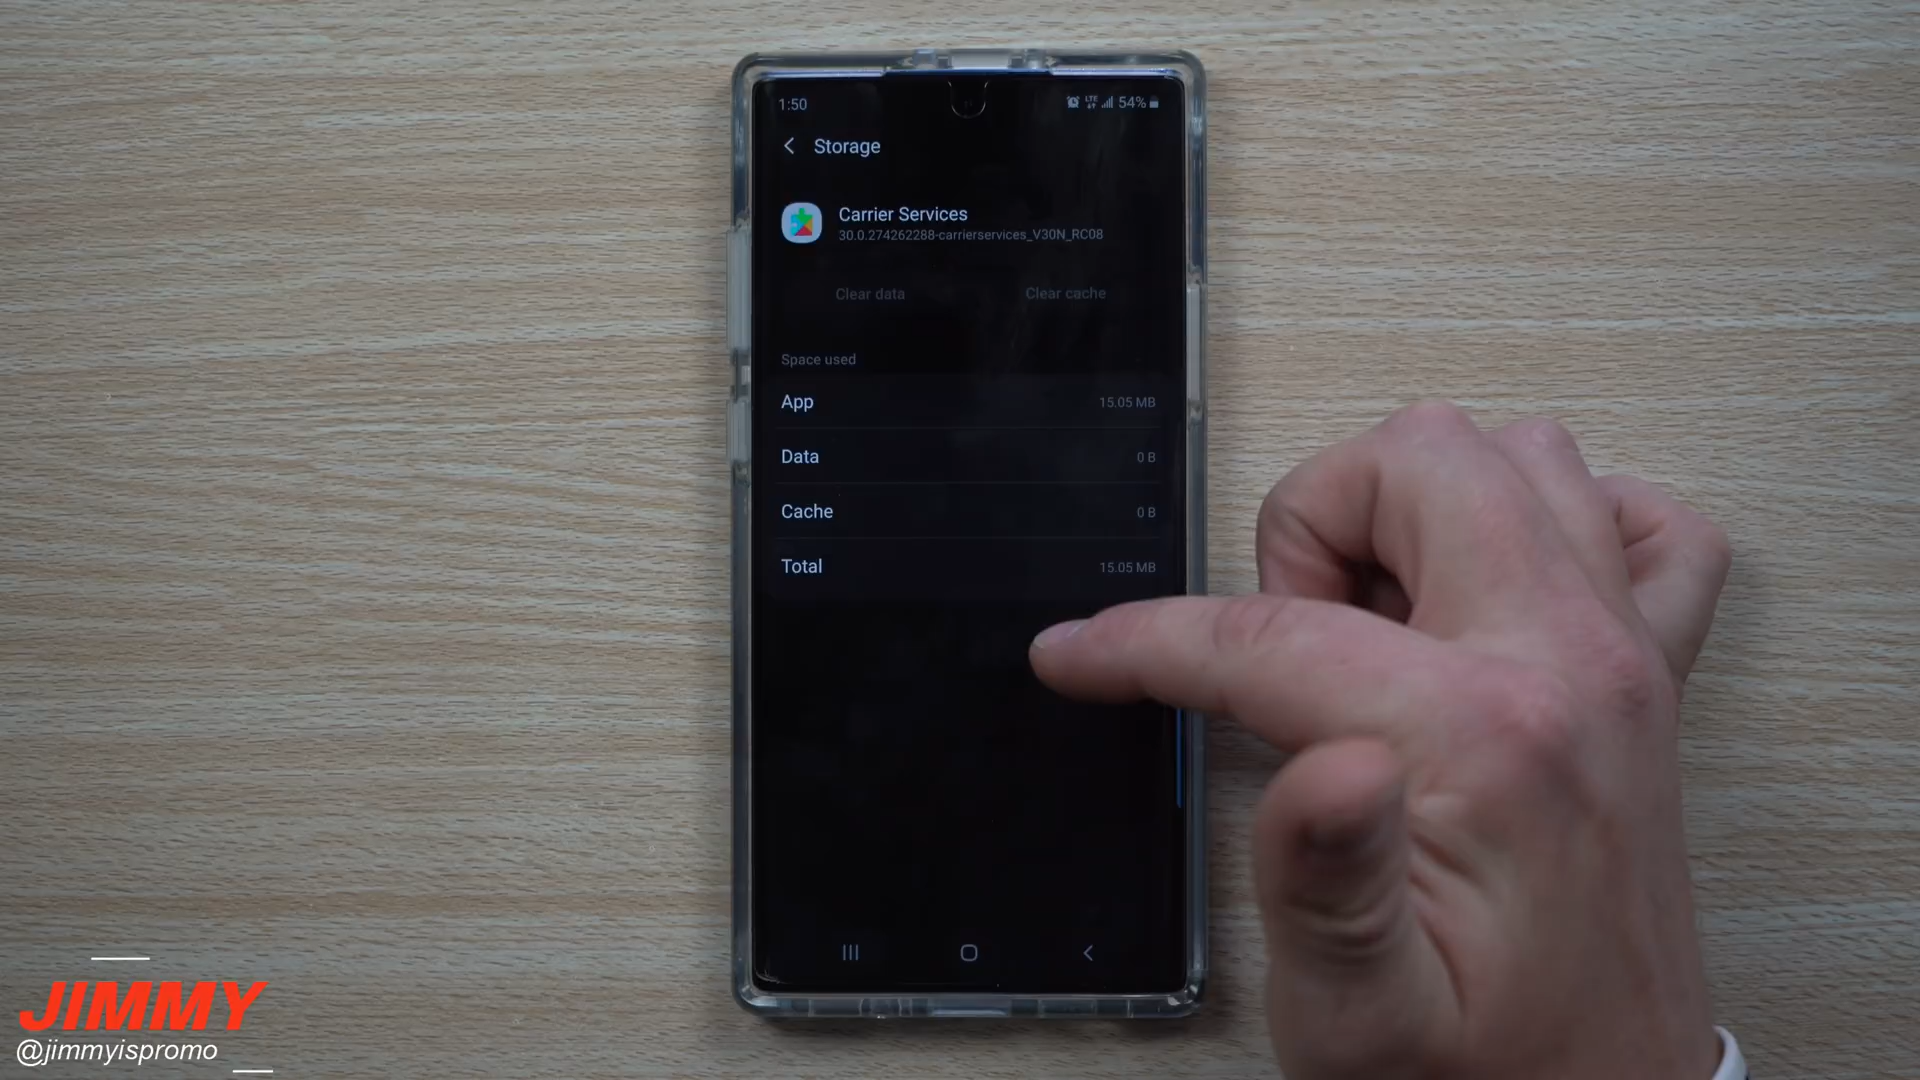 1:50
LTE
54%
Storage
Carrier Services
30.0.274262288-carrierservices_V30N_RC08
Clear data
Clear cache
Space used
App
15.05 MB
Data
0 B
Cache
0 B
Total
15.05 MB
JIMMY
@jimmyispromo